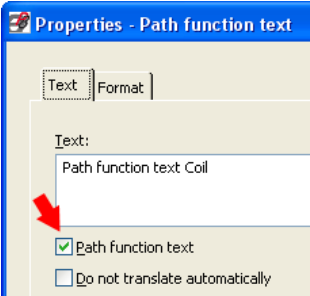 Properties - Path function text
Text Format
Text:
Path function text Coil
Path function text
Do not translate automatically